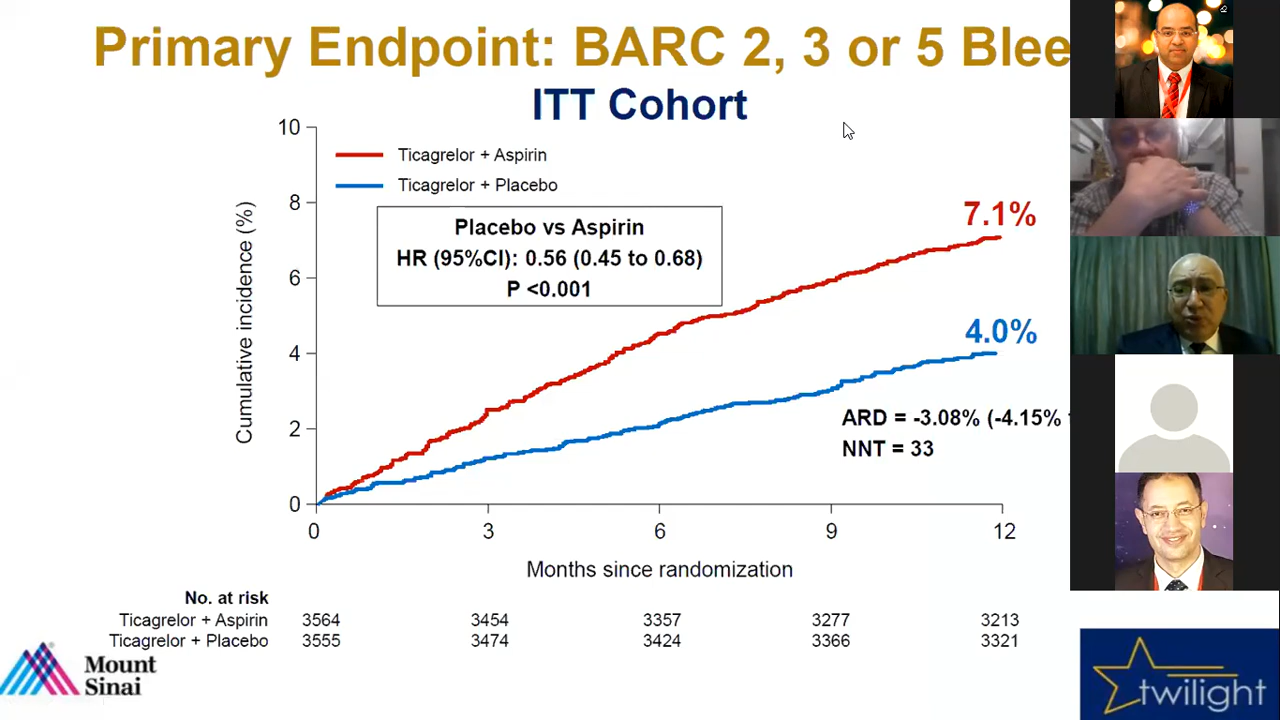 Primary Endpoint: BARC 2, 3 or 5 Blee
ITT Cohort
10
8
6
4
2
0
Cumulative incidence (%)
Ticagrelor + Aspirin
Ticagrelor + Placebo
Placebo vs Aspirin
HR (95%CI): 0.56 (0.45 to 0.68)
P <0.001
7.1%
4.0%
ARD = -3.08% (-4.15%
NNT = 33
0 3 6 9 12
Months since randomization
No. at risk
Ticagrelor + Aspirin 3564 3454 3357 3277 3213
Ticagrelor + Placebo 3555 3474 3424 3366 3321
Mount
Sinai
twilight